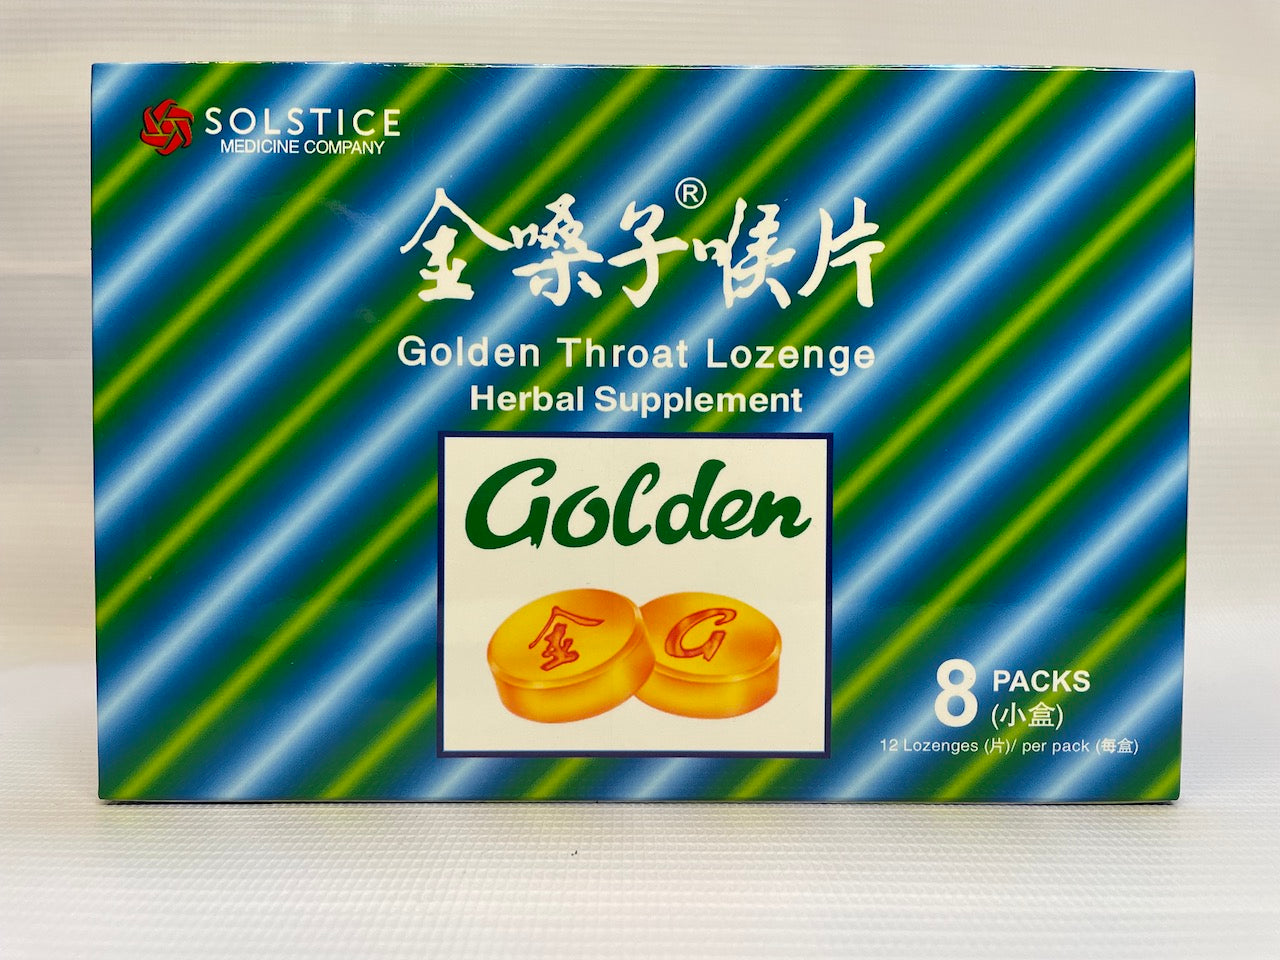 SOLSTICE
MEDICINE COMPANY
金嗓子®喉片
Golden Throat Lozenge
Herbal Supplement
Golden
金 G
8 PACKS
(小盒)
12 Lozenges (片)/ per pack (每盒)